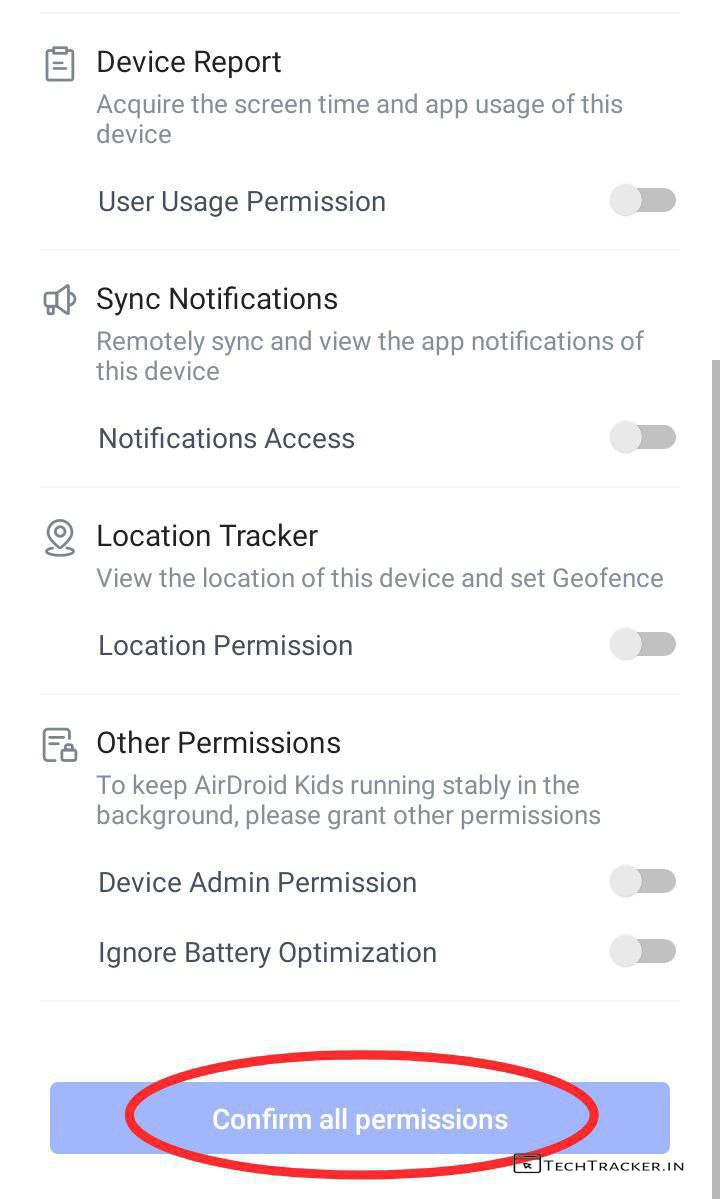 Device Report
Acquire the screen time and app usage of this
device
User Usage Permission
Sync Notifications
Remotely sync and view the app notifications of
this device
Notifications Access
Location Tracker
View the location of this device and set Geofence
Location Permission
Other Permissions
To keep AirDroid Kids running stably in the
background, please grant other permissions
Device Admin Permission
Ignore Battery Optimization
Confirm all permissions
TECHTRACKER.IN